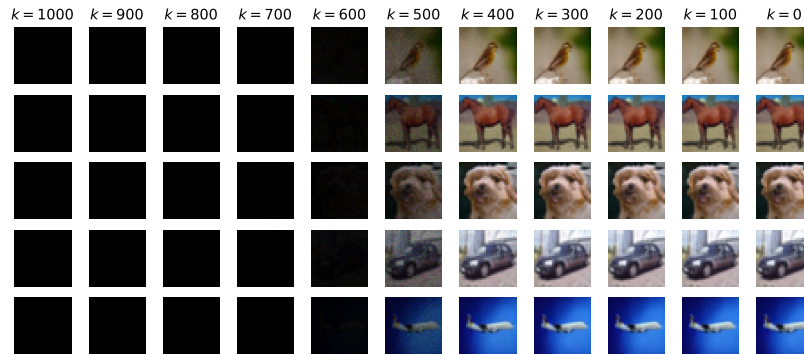 k = 1000 k = 900 k = 800 k = 700 k = 600 k = 500 k = 400 k = 300 k = 200 k = 100 k = 0